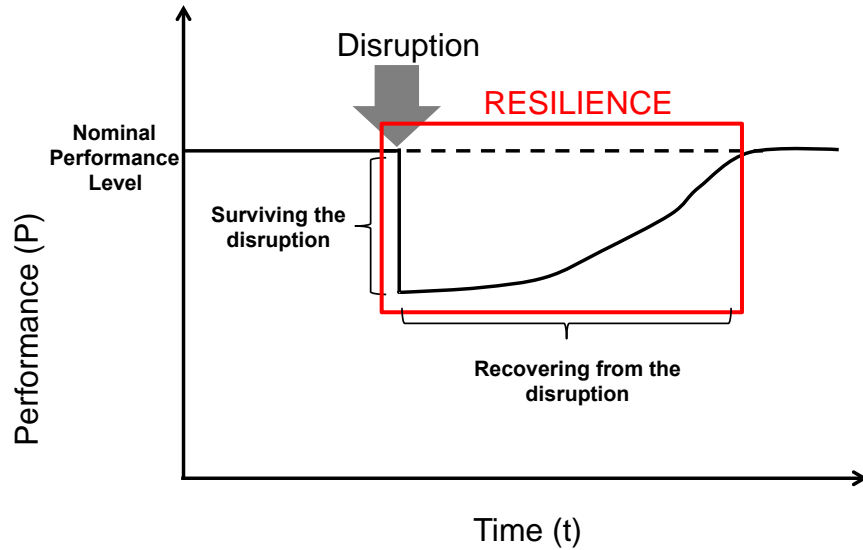 Disruption
RESILIENCE
Nominal
Performance
Level
Surviving the
disruption
Recovering from the
disruption
Performance (P)
Time (t)